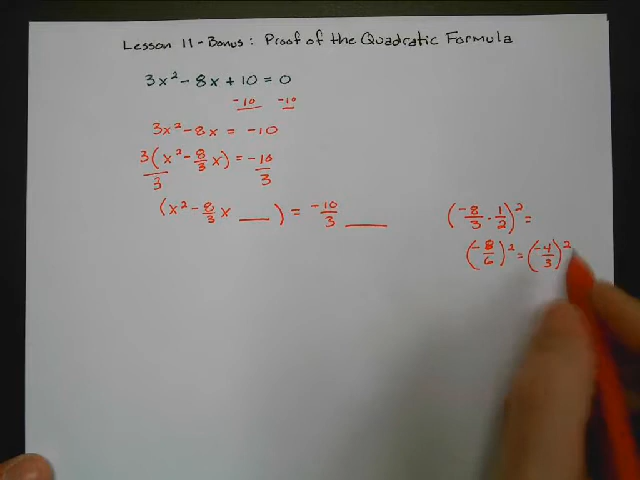 Lesson 11 - Bonus: Proof of the Quadratic Formula
3x² - 8x + 10 = 0
-10 -10
3x² - 8x = -10
3(x² - 8/3 x)/3 = -10/3
(x² - 8/3 x ___ ) = -10/3 ___
(-8/3 · 1/2)² =
(-8/6)² = (-4/3)²